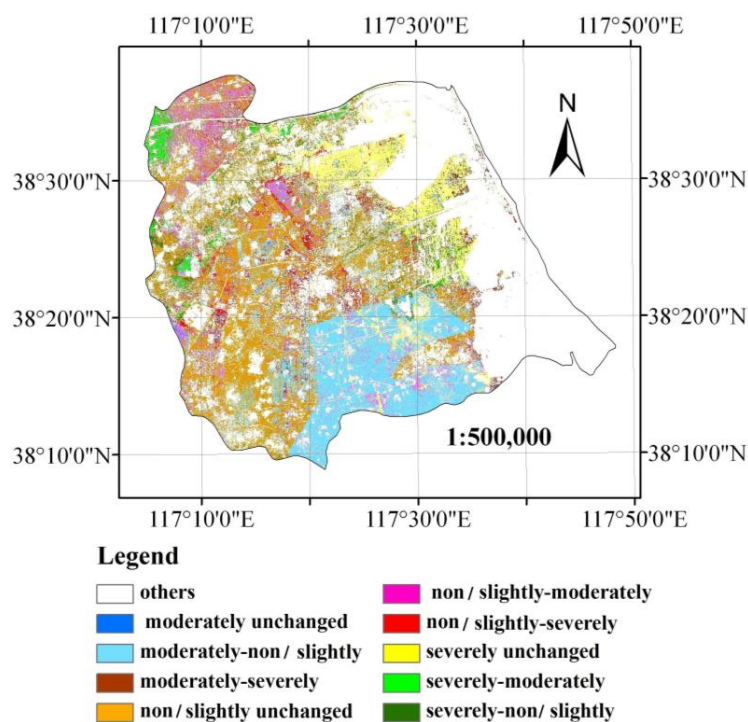 117°10'0"E 117°30'0"E 117°50'0"E
N
38°30'0"N 38°30'0"N
38°20'0"N 38°20'0"N
38°10'0"N 38°10'0"N
1:500,000
117°10'0"E 117°30'0"E 117°50'0"E
Legend
others
moderately unchanged
moderately-non/ slightly
moderately-severely
non/ slightly unchanged
non/ slightly-moderately
non/ slightly-severely
severely unchanged
severely-moderately
severely-non/ slightly